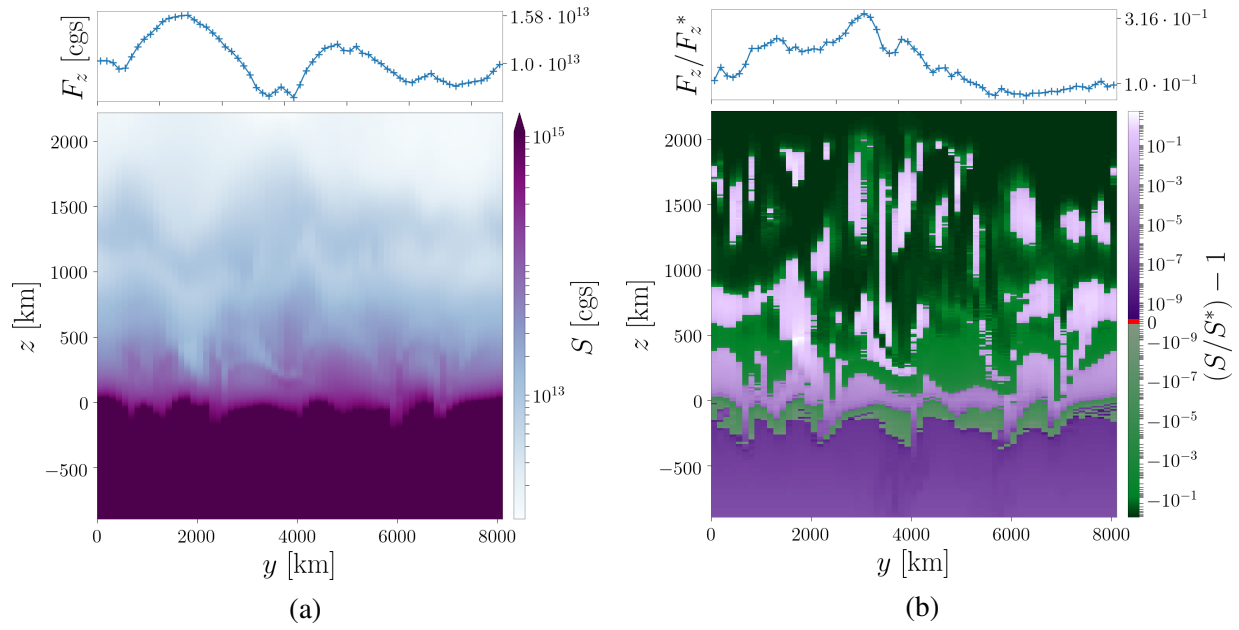 F_z [cgs]
1.58 · 10^13
1.0 · 10^13
z [km]
2000
1500
1000
500
0
−500
0
2000
4000
6000
8000
y [km]
10^15
10^13
S [cgs]
(a)
F_z/F_z^*
3.16 · 10^−1
1.0 · 10^−1
z [km]
2000
1500
1000
500
0
−500
0
2000
4000
6000
8000
y [km]
10^−1
10^−3
10^−5
10^−7
10^−9
0
−10^−9
−10^−7
−10^−5
−10^−3
−10^−1
(S/S^*) − 1
(b)